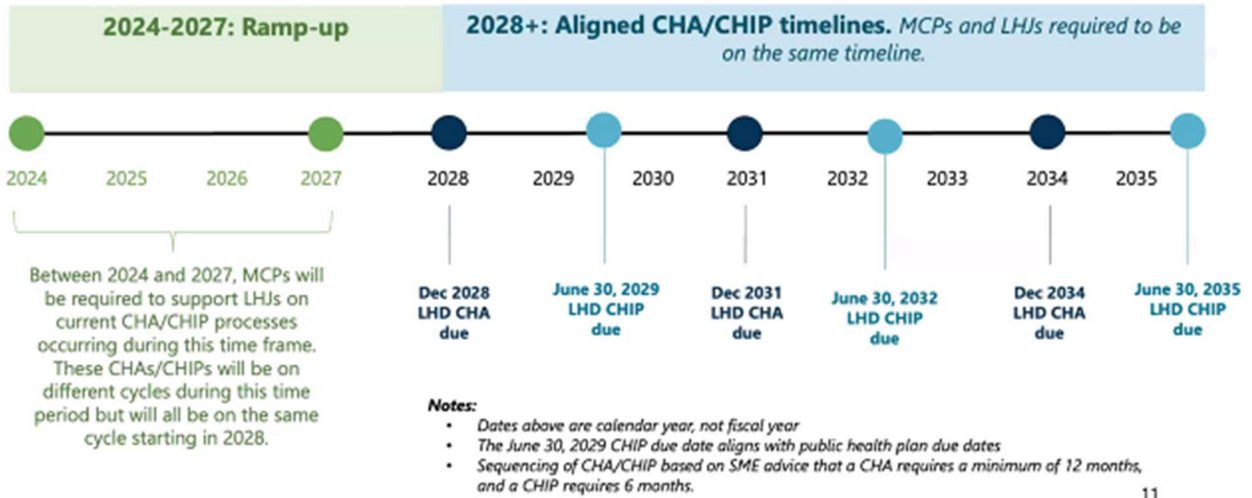 2024-2027: Ramp-up
2028+: Aligned CHA/CHIP timelines. MCPs and LHJs required to be
on the same timeline.
2024
2025
2026
2027
2028
2029
2030
2031
2032
2033
2034
2035
Between 2024 and 2027, MCPs will
be required to support LHJs on
current CHA/CHIP processes
occurring during this time frame.
These CHAs/CHIPs will be on
different cycles during this time
period but will all be on the same
cycle starting in 2028.
Dec 2028
LHD CHA
due
June 30, 2029
LHD CHIP
due
Dec 2031
LHD CHA
due
June 30, 2032
LHD CHIP
due
Dec 2034
LHD CHA
due
June 30, 2035
LHD CHIP
due
Notes:
• Dates above are calendar year, not fiscal year
• The June 30, 2029 CHIP due date aligns with public health plan due dates
• Sequencing of CHA/CHIP based on SME advice that a CHA requires a minimum of 12 months,
and a CHIP requires 6 months.
11